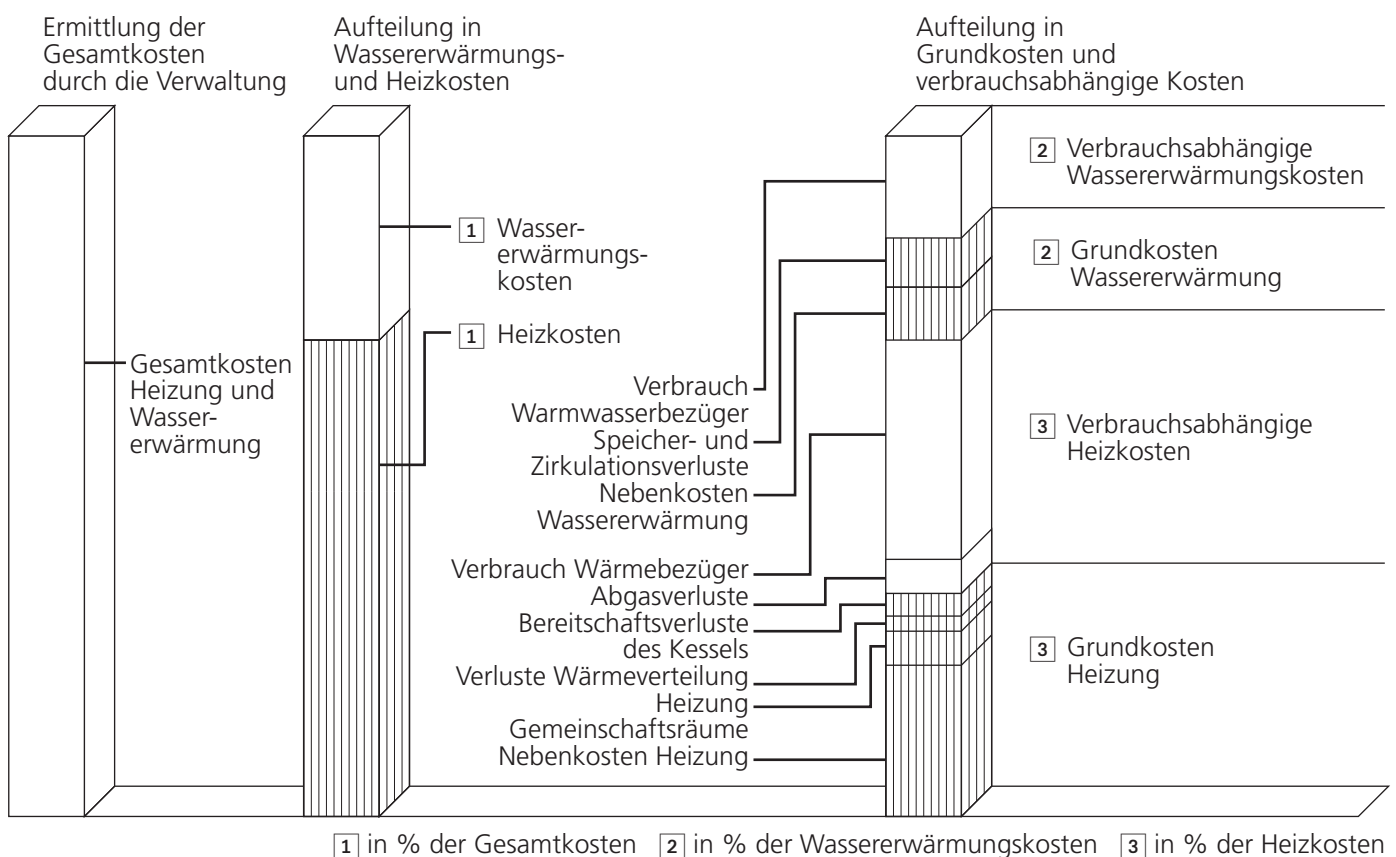 Ermittlung der
Gesamtkosten
durch die Verwaltung
Aufteilung in
Wassererwärmungs-
und Heizkosten
Aufteilung in
Grundkosten und
verbrauchsabhängige Kosten
Gesamtkosten
Heizung und
Wasser-
erwärmung
1 Wasser-
erwärmungs-
kosten
1 Heizkosten
Verbrauch
Warmwasserbezüger
Speicher- und
Zirkulationsverluste
Nebenkosten
Wassererwärmung
Verbrauch Wärmebezüger
Abgasverluste
Bereitschaftsverluste
des Kessels
Verluste Wärmeverteilung
Heizung
Gemeinschaftsräume
Nebenkosten Heizung
2 Verbrauchsabhängige
Wassererwärmungskosten
2 Grundkosten
Wassererwärmung
3 Verbrauchsabhängige
Heizkosten
3 Grundkosten
Heizung
1 in % der Gesamtkosten 2 in % der Wassererwärmungskosten 3 in % der Heizkosten